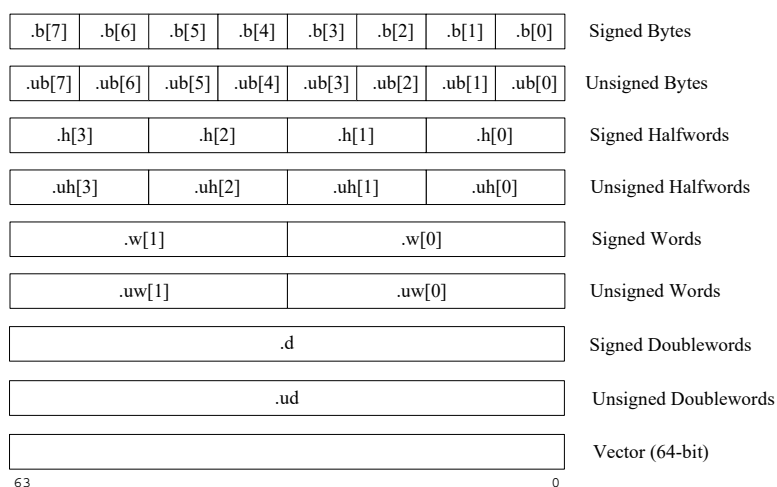 .b[7] .b[6] .b[5] .b[4] .b[3] .b[2] .b[1] .b[0] Signed Bytes
.ub[7] .ub[6] .ub[5] .ub[4] .ub[3] .ub[2] .ub[1] .ub[0] Unsigned Bytes
.h[3] .h[2] .h[1] .h[0] Signed Halfwords
.uh[3] .uh[2] .uh[1] .uh[0] Unsigned Halfwords
.w[1] .w[0] Signed Words
.uw[1] .uw[0] Unsigned Words
.d Signed Doublewords
.ud Unsigned Doublewords
Vector (64-bit)
63 0